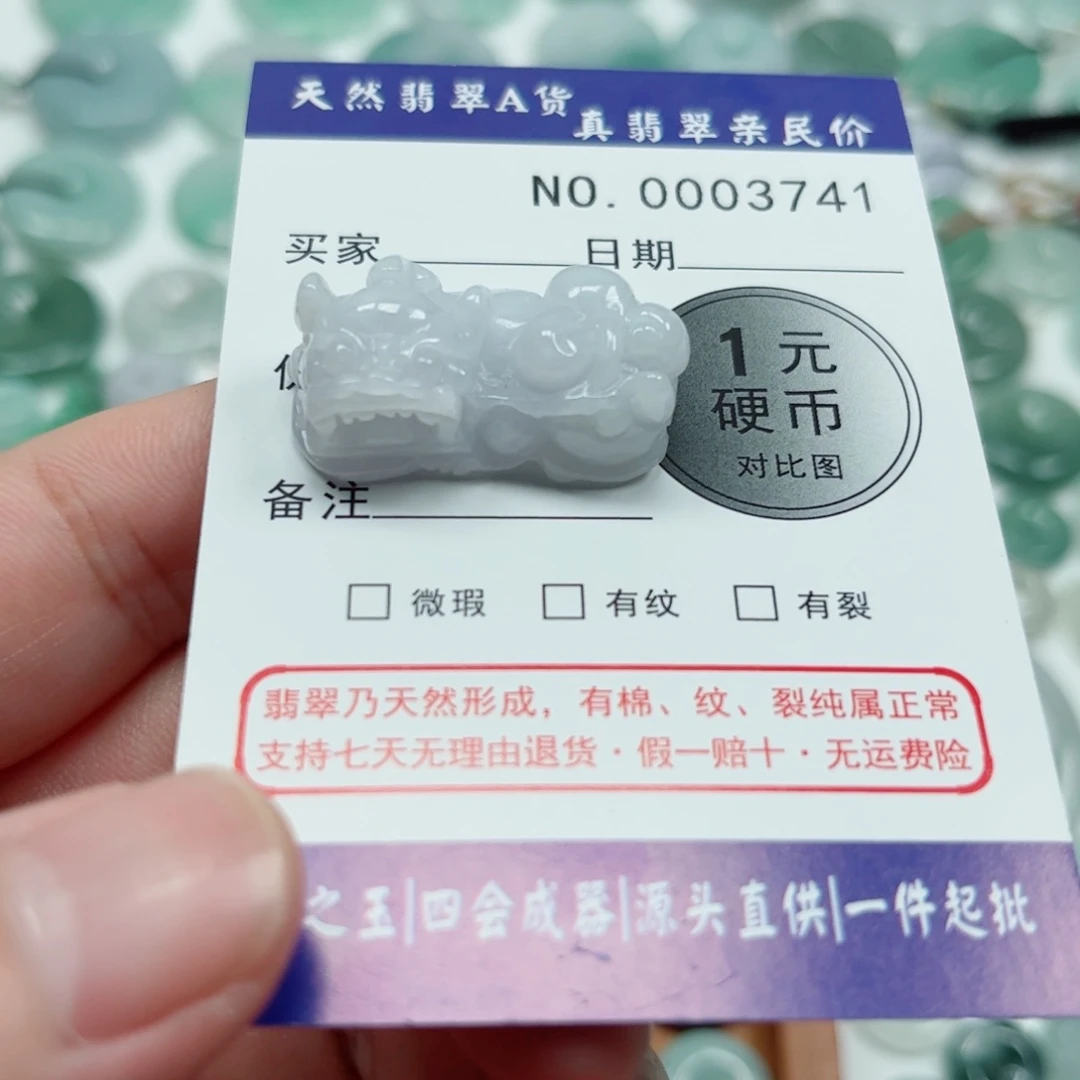 天然翡翠A货
真翡翠亲民价
NO. 0003741
买家 日期
1元
硬币
对比图
备注
微瑕 有纹 有裂
翡翠乃天然形成，有棉、纹、裂纯属正常
支持七天无理由退货·假一赔十·无运费险
之玉|四会成器|源头直供|一件起批